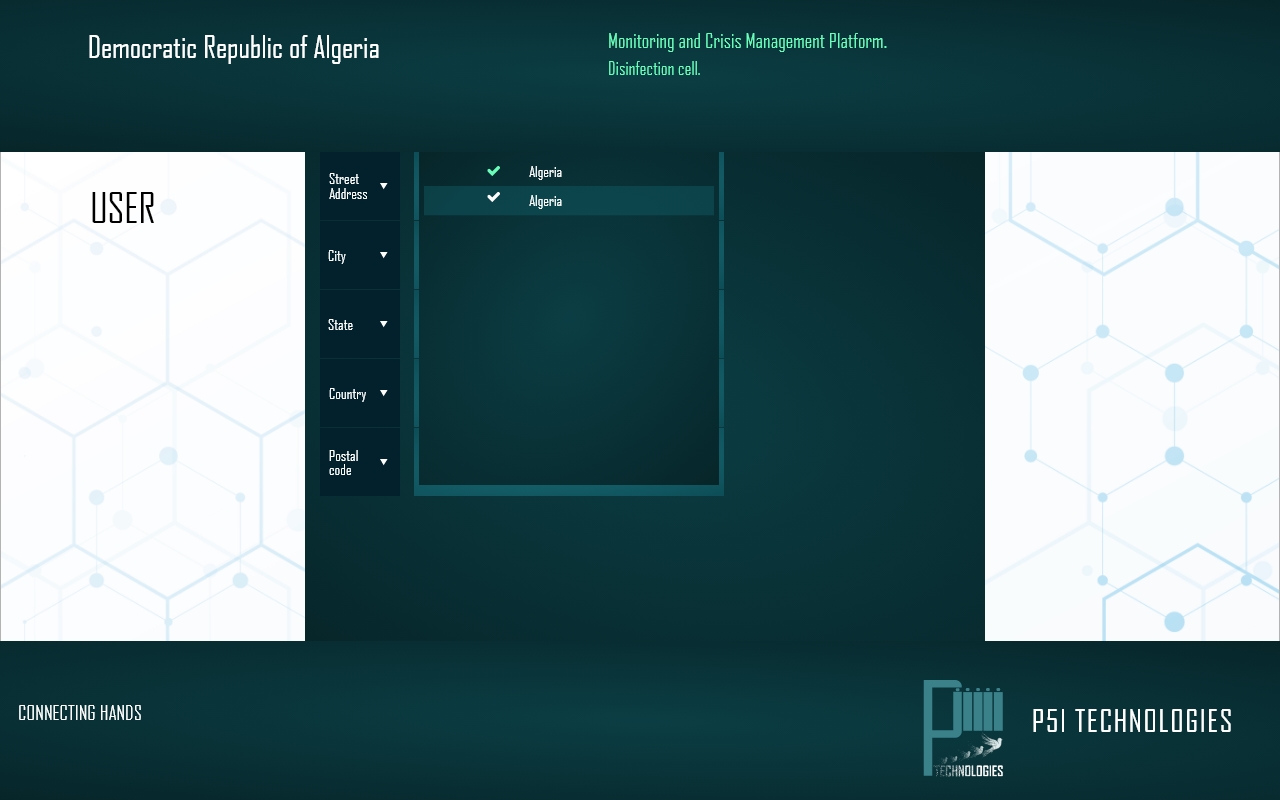 Democratic Republic of Algeria
Monitoring and Crisis Management Platform.
Disinfection cell.
USER
Street
Address
Algeria
Algeria
City
State
Country
Postal
code
CONNECTING HANDS
TECHNOLOGIES
P5I TECHNOLOGIES